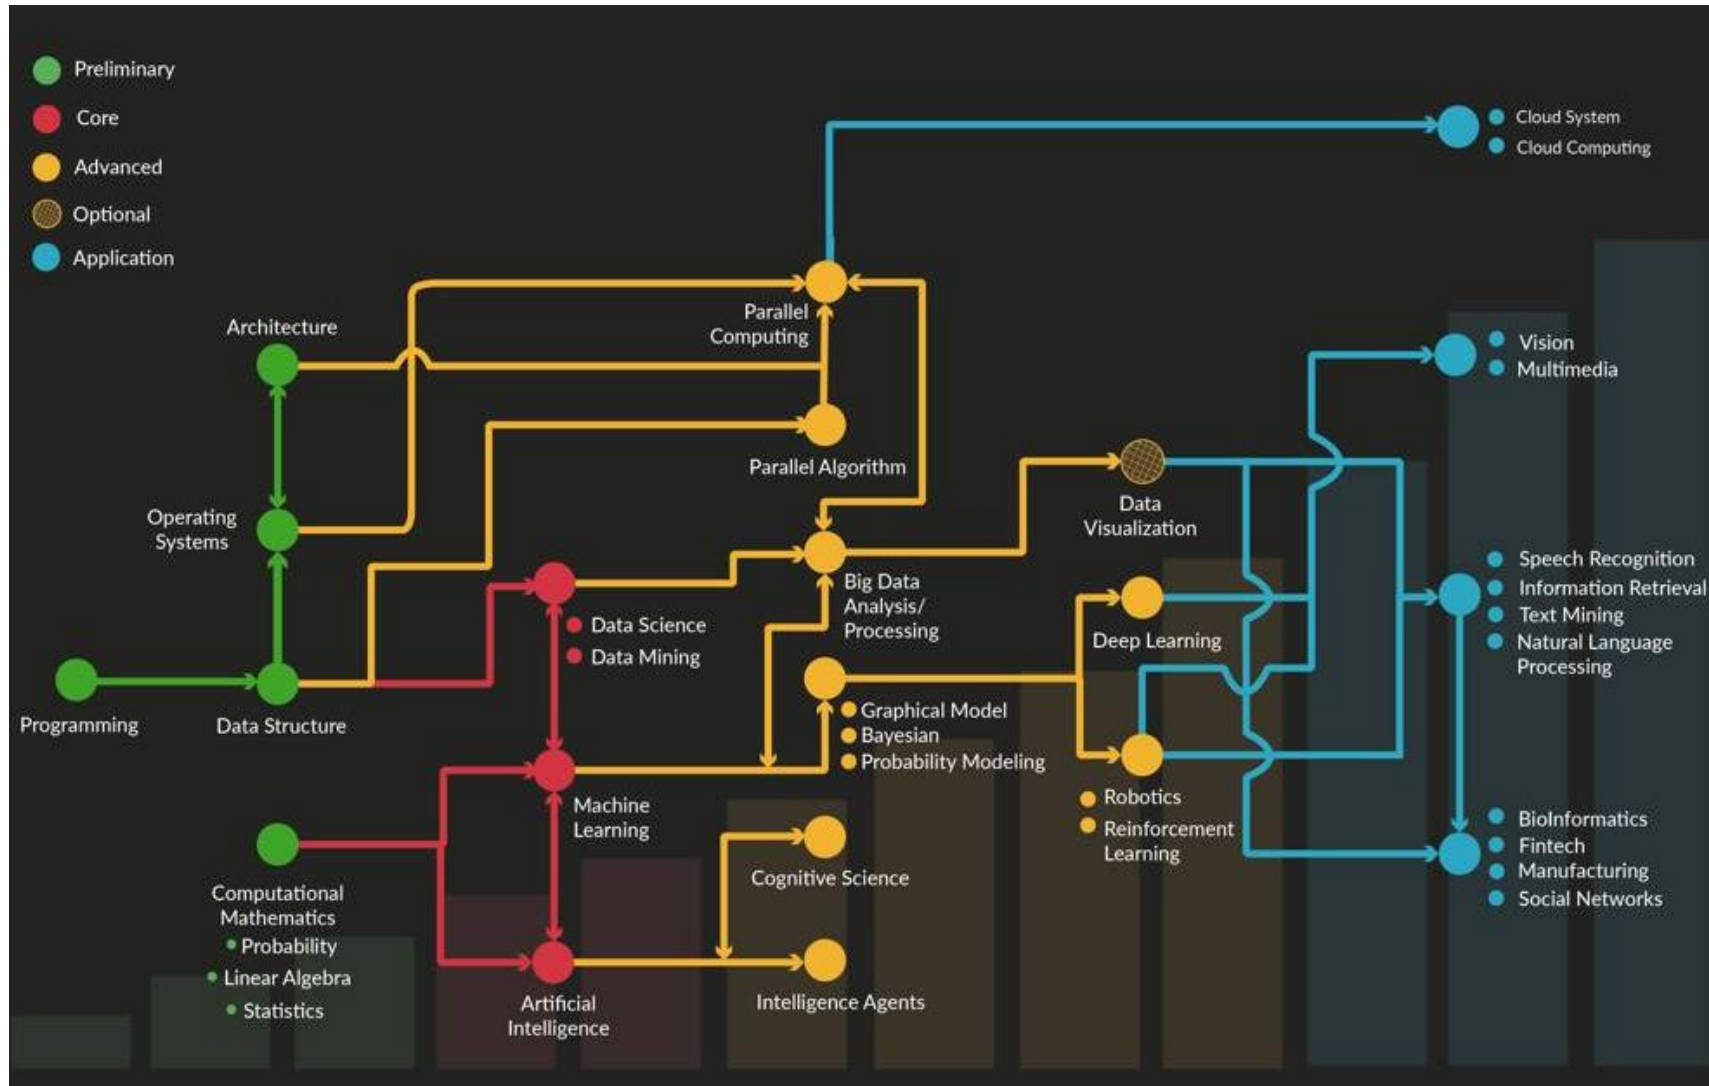 Preliminary
Core
Advanced
Optional
Application
Cloud System
Cloud Computing
Architecture
Parallel
Computing
Vision
Multimedia
Parallel Algorithm
Operating
Systems
Data
Visualization
Speech Recognition
Information Retrieval
Text Mining
Natural Language
Processing
Big Data
Analysis/
Processing
Data Science
Data Mining
Deep Learning
Programming
Data Structure
Graphical Model
Bayesian
Probability Modeling
Machine
Learning
Robotics
Reinforcement
Learning
BioInformatics
Fintech
Manufacturing
Social Networks
Cognitive Science
Computational
Mathematics
Probability
Linear Algebra
Statistics
Artificial
Intelligence
Intelligence Agents